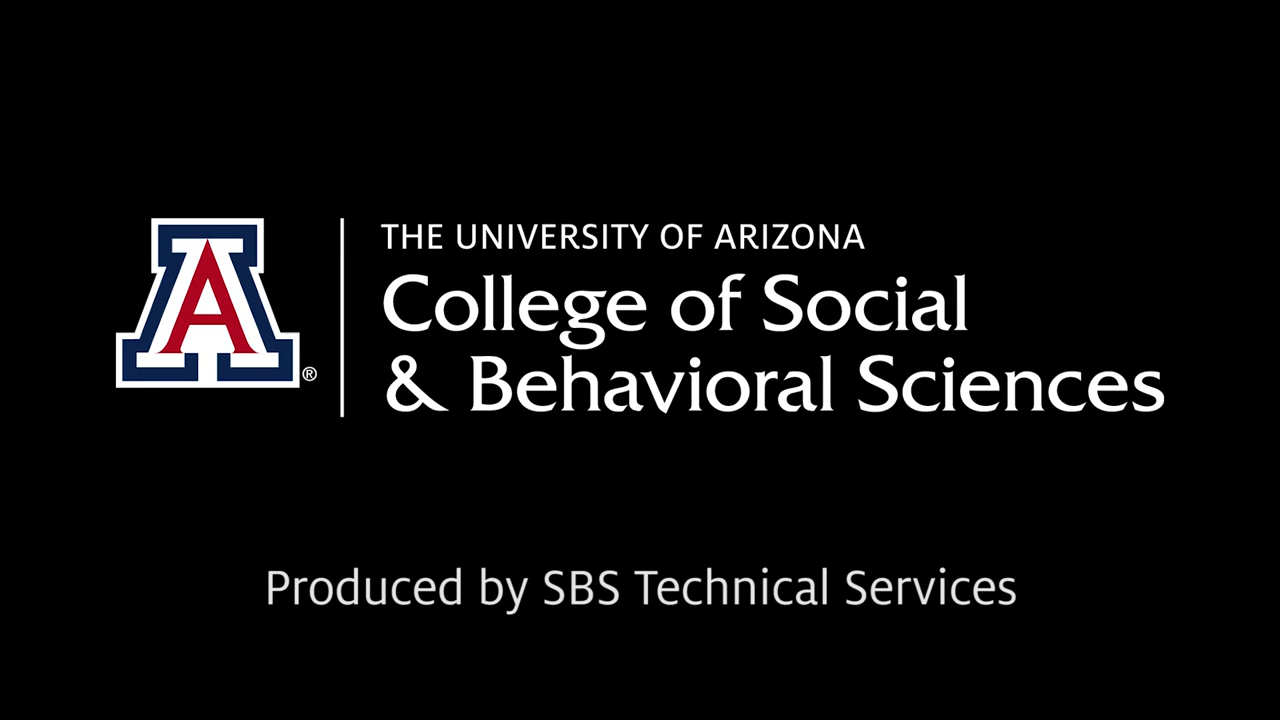 A®
THE UNIVERSITY OF ARIZONA
College of Social
& Behavioral Sciences
Produced by SBS Technical Services